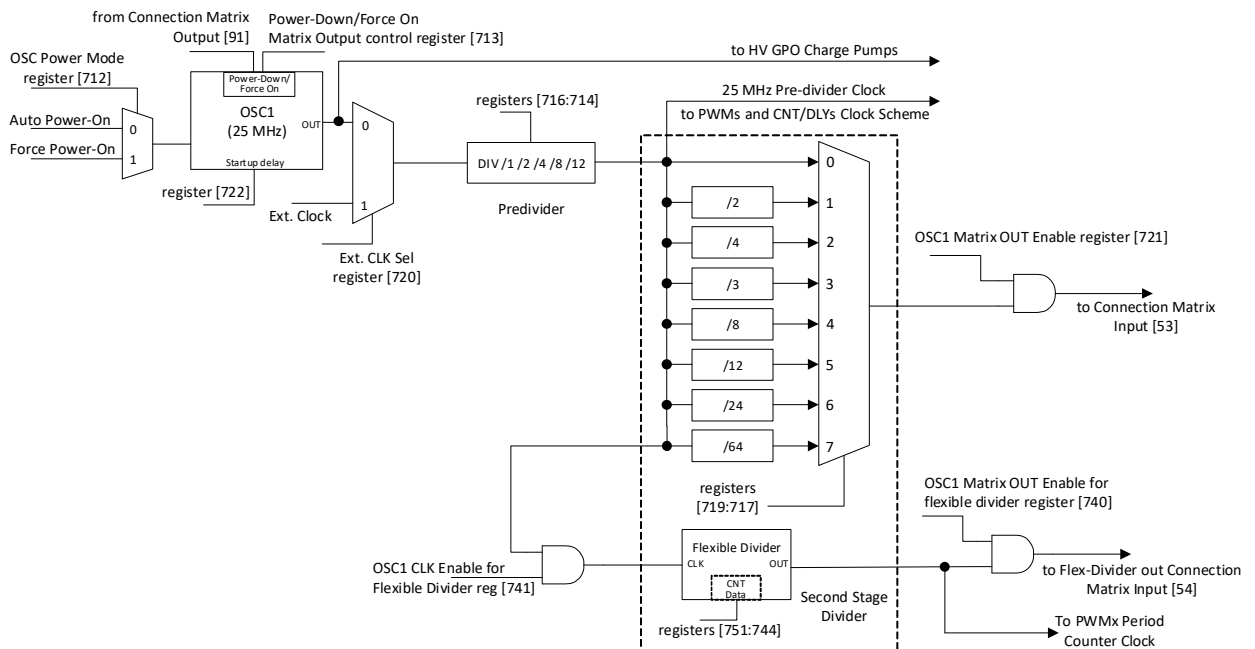 from Connection Matrix
Output [91]
Power-Down/Force On
Matrix Output control register [713]
OSC Power Mode
register [712]
Power-Down/
Force On
OSC1
(25 MHz)
OUT
Startup delay
Auto Power-On
Force Power-On
0
1
register [722]
0
1
Ext. Clock
Ext. CLK Sel
register [720]
registers [716:714]
DIV /1 /2 /4 /8 /12
Predivider
to HV GPO Charge Pumps
25 MHz Pre-divider Clock
to PWMs and CNT/DLYs Clock Scheme
0
/2
1
/4
2
/3
3
/8
4
/12
5
/24
6
/64
7
registers
[719:717]
OSC1 Matrix OUT Enable register [721]
to Connection Matrix
Input [53]
OSC1 CLK Enable for
Flexible Divider reg [741]
Flexible Divider
CLK
OUT
CNT
Data
registers [751:744]
Second Stage
Divider
OSC1 Matrix OUT Enable for
flexible divider register [740]
to Flex-Divider out Connection
Matrix Input [54]
To PWMx Period
Counter Clock